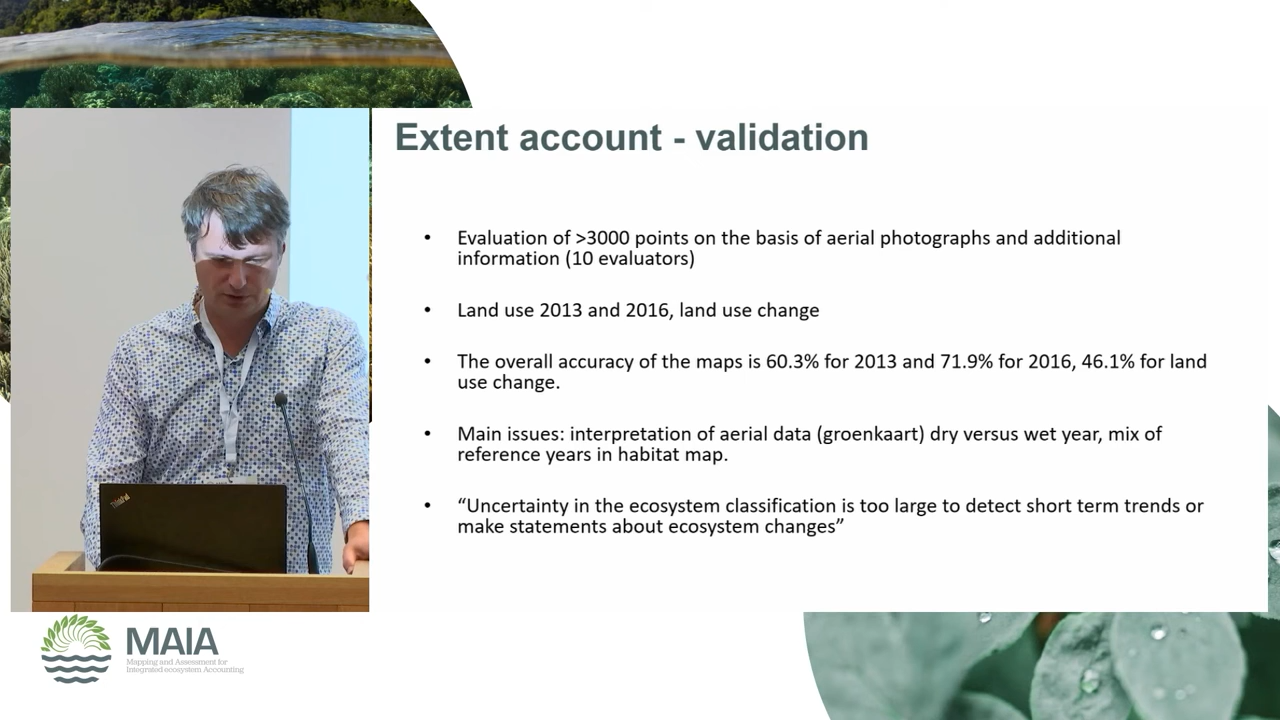 Extent account - validation
• Evaluation of >3000 points on the basis of aerial photographs and additional
information (10 evaluators)
• Land use 2013 and 2016, land use change
• The overall accuracy of the maps is 60.3% for 2013 and 71.9% for 2016, 46.1% for land
use change.
• Main issues: interpretation of aerial data (groenkaart) dry versus wet year, mix of
reference years in habitat map.
• “Uncertainty in the ecosystem classification is too large to detect short term trends or
make statements about ecosystem changes”
ThinkPad
MAIA
Mapping and Assessment for
Integrated ecosystem Accounting